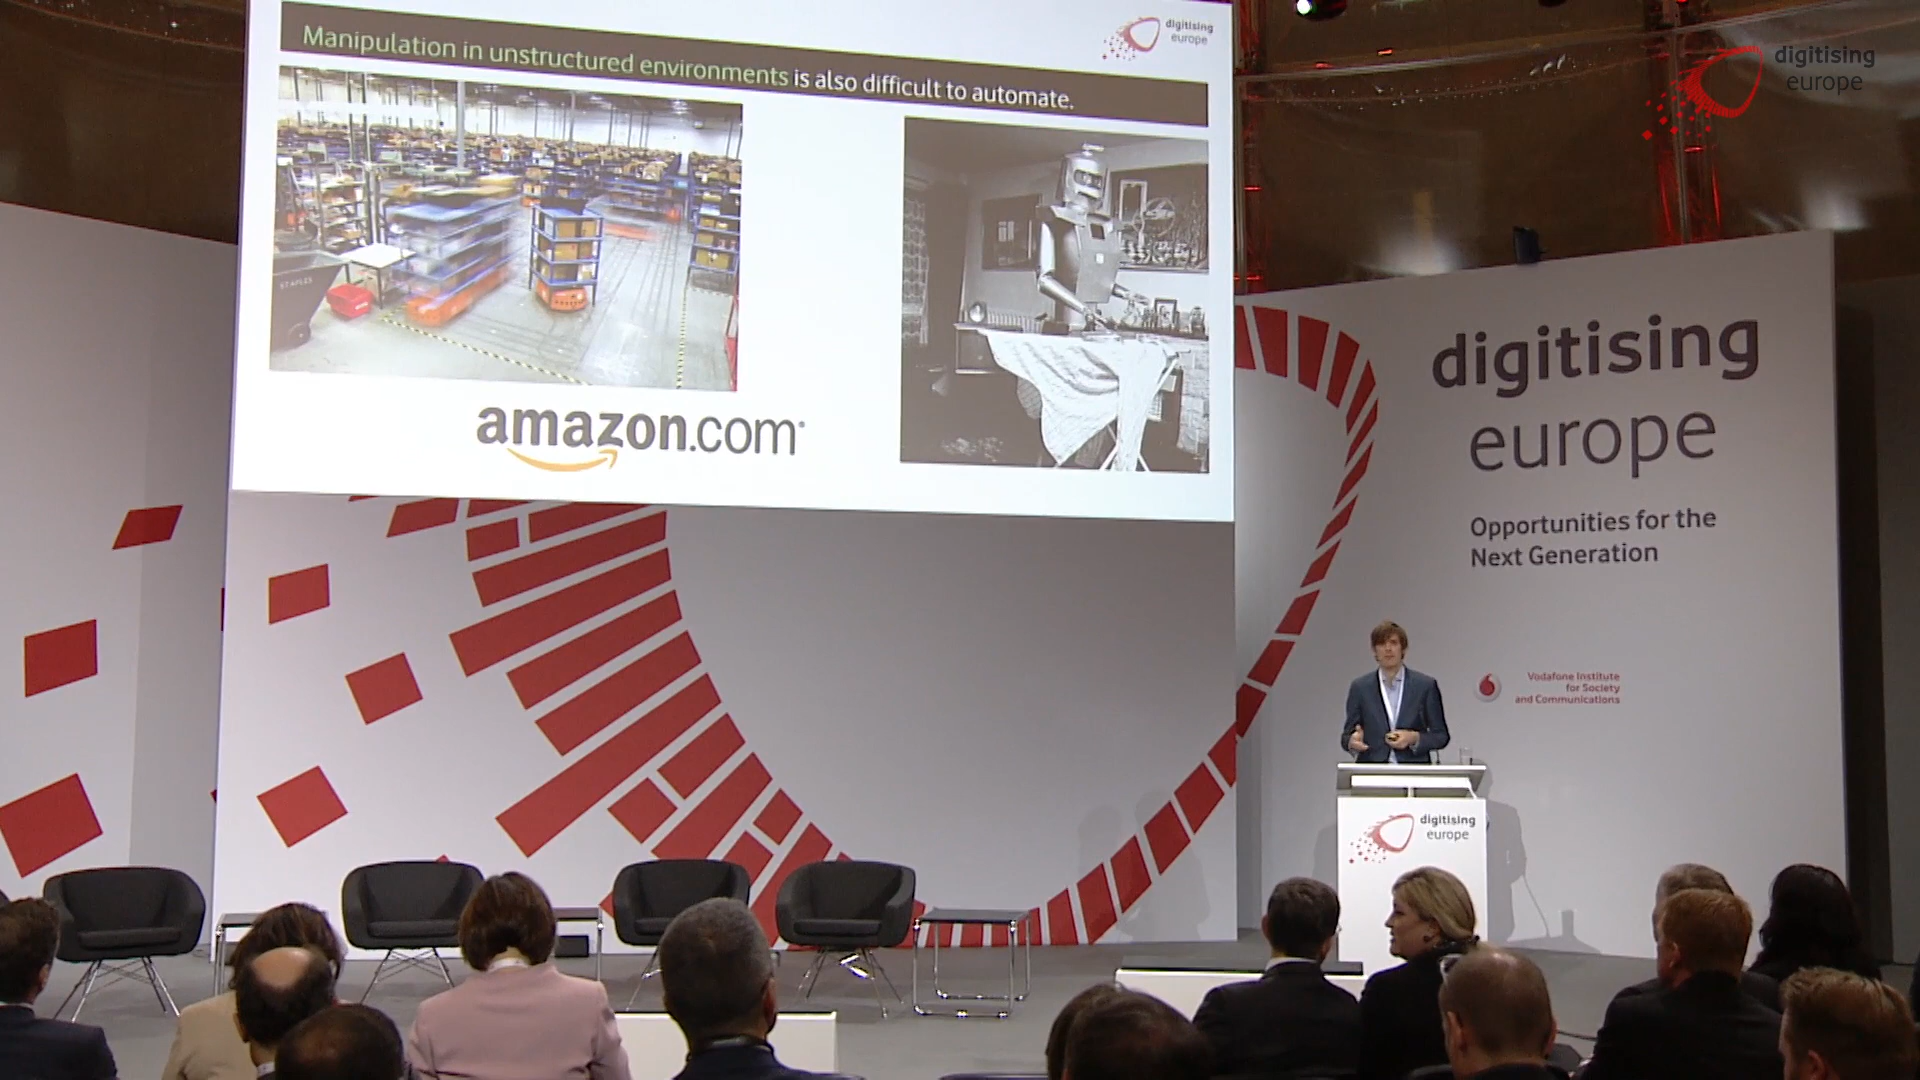 Manipulation in unstructured environments is also difficult to automate.
digitising
europe
STAPLES
amazon.com
digitising
europe
digitising
europe
Opportunities for the
Next Generation
Vodafone Institute
for Society
and Communications
digitising
europe